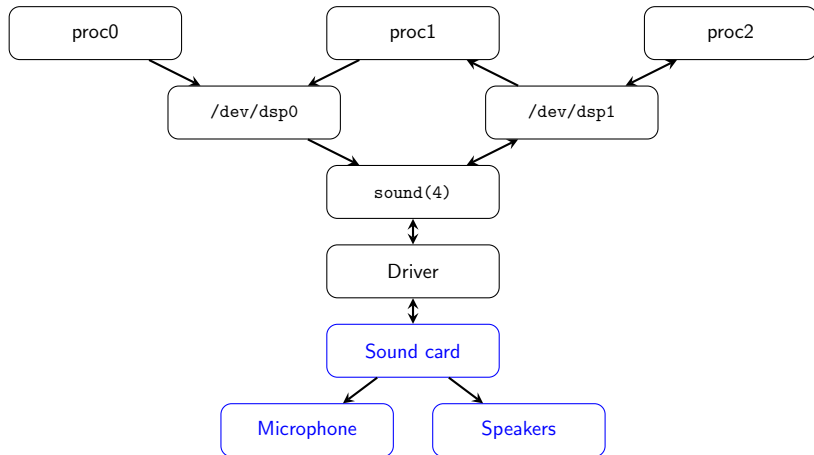 proc0
proc1
proc2
/dev/dsp0
/dev/dsp1
sound(4)
Driver
Sound card
Microphone
Speakers